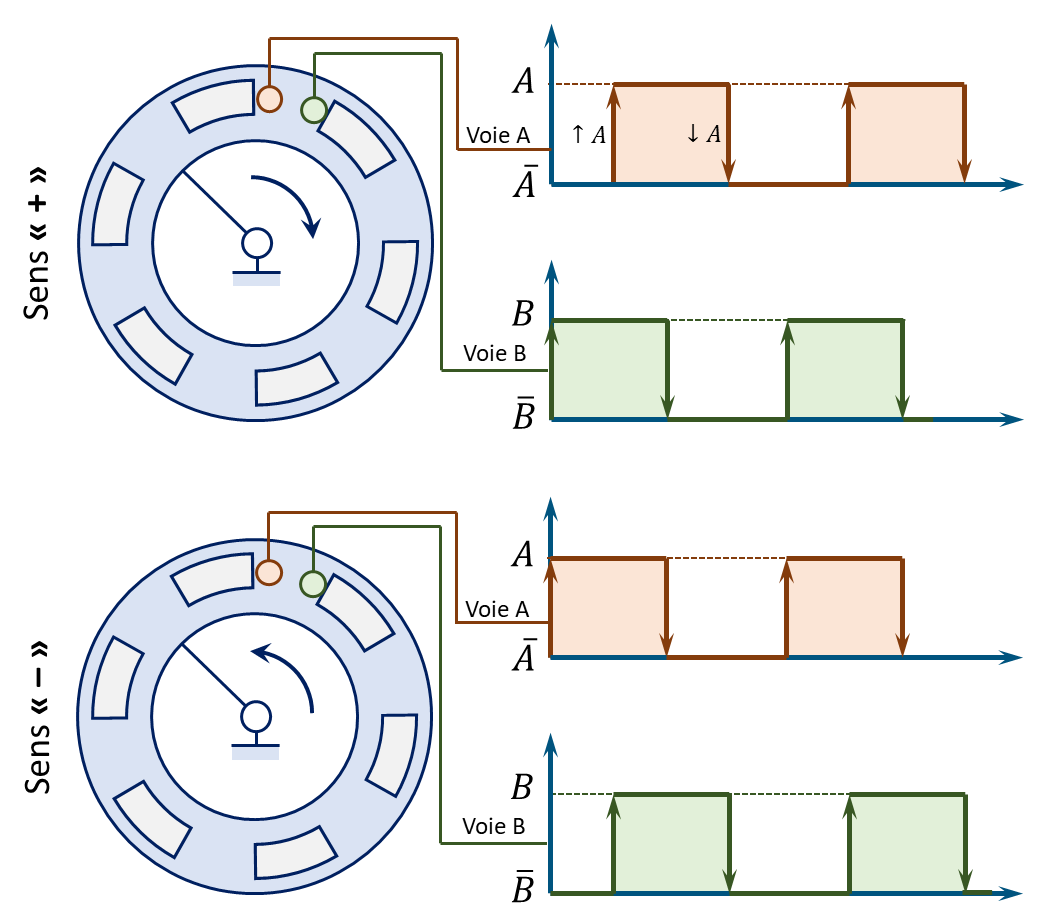 Sens « + »
A
↑ A
↓ A
Voie A
Ā
B
Voie B
B̄
Sens « – »
A
Voie A
Ā
B
Voie B
B̄